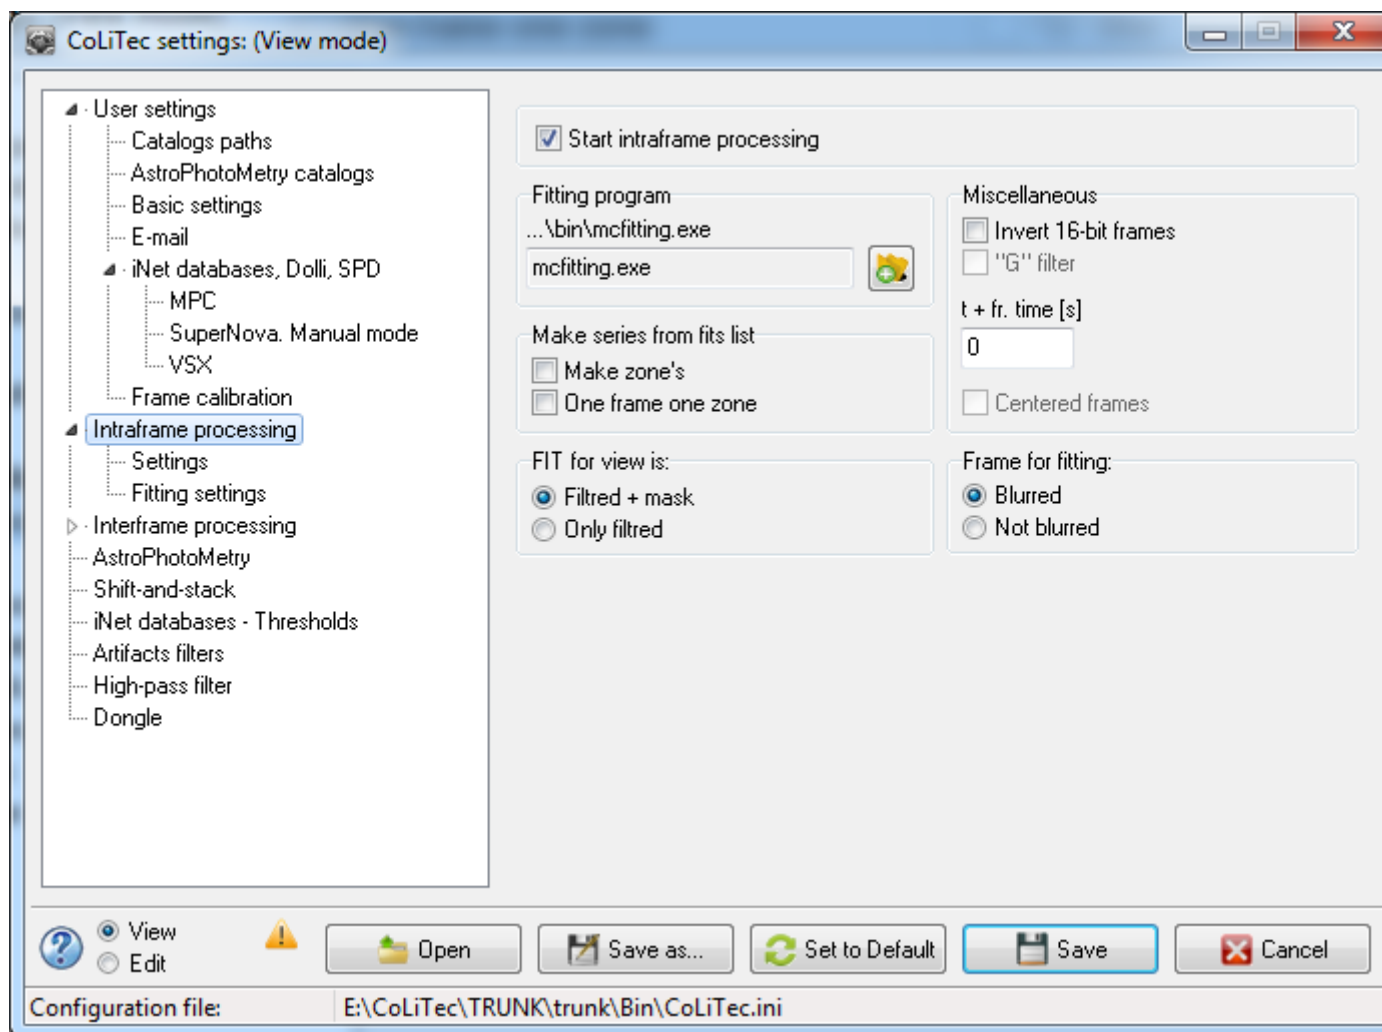 CoLiTec settings: (View mode)
User settings
Catalogs paths
AstroPhotoMetry catalogs
Basic settings
E-mail
iNet databases, Dolli, SPD
MPC
SuperNova. Manual mode
VSX
Frame calibration
Intraframe processing
Settings
Fitting settings
Interframe processing
AstroPhotoMetry
Shift-and-stack
iNet databases - Thresholds
Artifacts filters
High-pass filter
Dongle
Start intraframe processing
Fitting program
...\bin\mcfitting.exe
mcfitting.exe
Make series from fits list
Make zone's
One frame one zone
FIT for view is:
Filtred + mask
Only filtred
Miscellaneous
Invert 16-bit frames
"G" filter
t + fr. time [s]
0
Centered frames
Frame for fitting:
Blurred
Not blurred
View
Edit
Open
Save as...
Set to Default
Save
Cancel
Configuration file: E:\CoLiTec\TRUNK\trunk\Bin\CoLiTec.ini